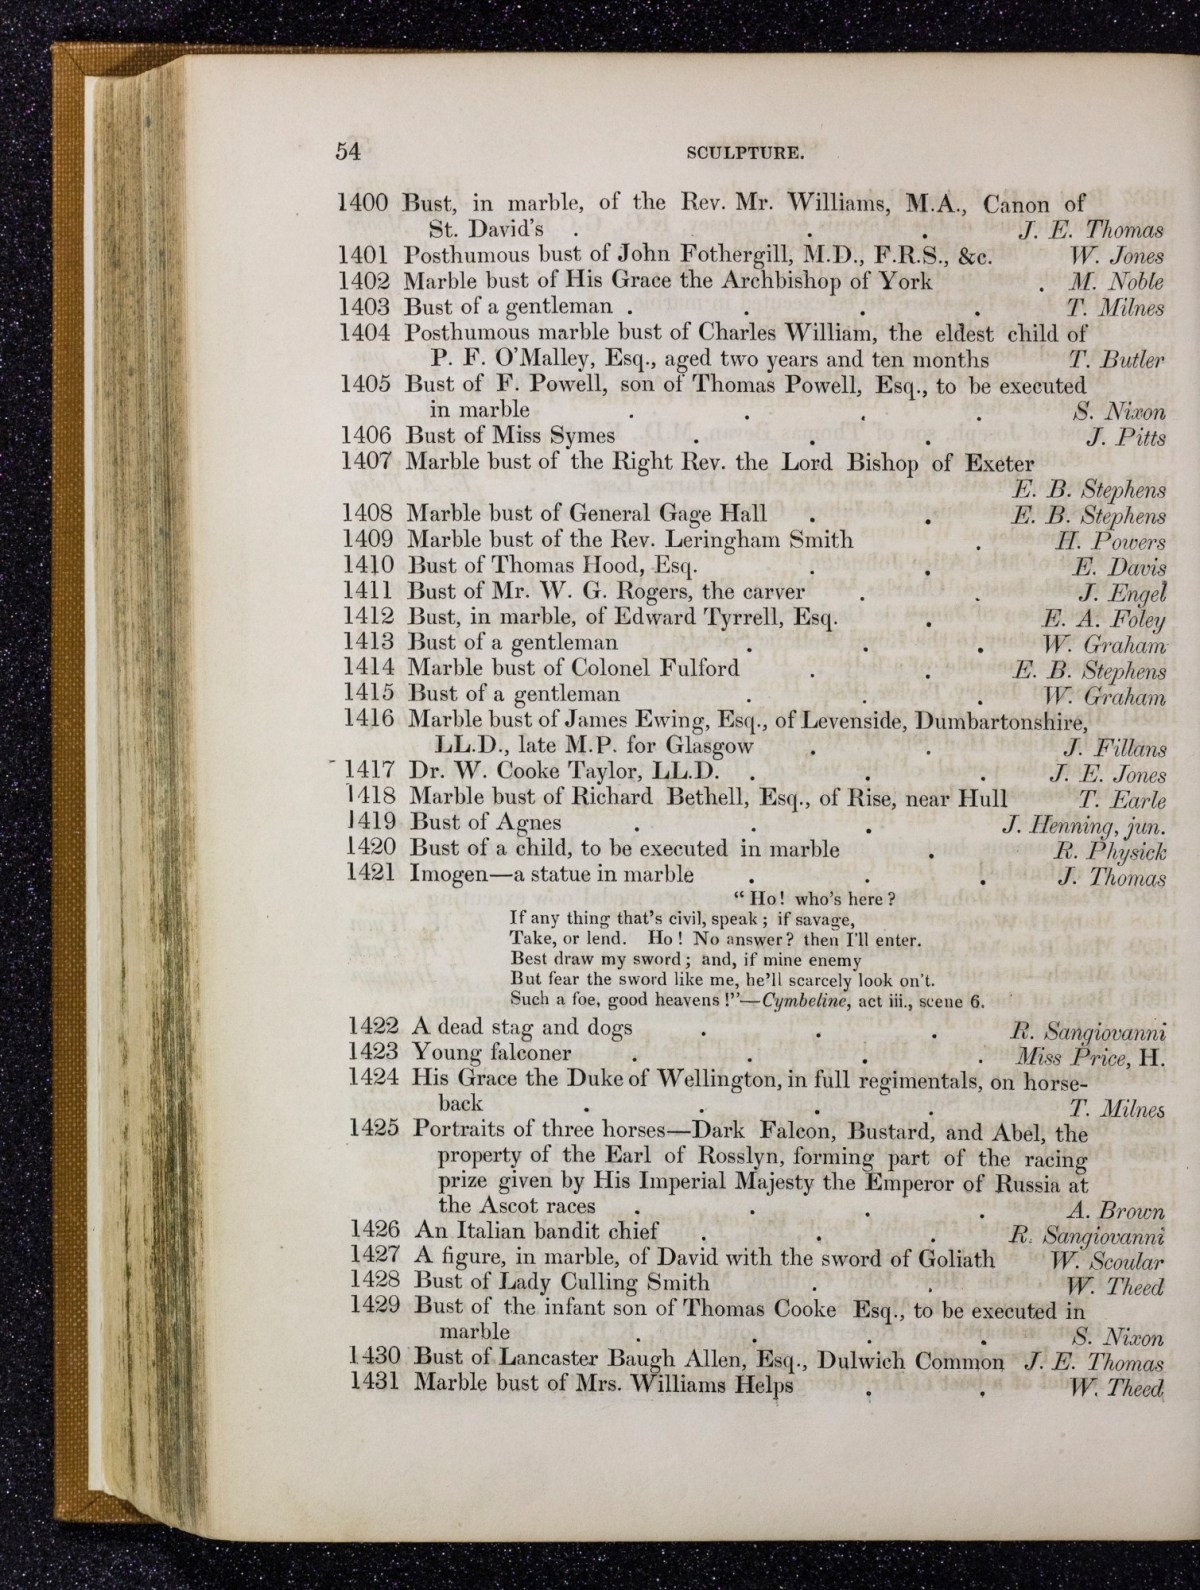 54 SCULPTURE.
1400 Bust, in marble, of the Rev. Mr. Williams, M.A., Canon of
St. David's . . . J. E. Thomas
1401 Posthumous bust of John Fothergill, M.D., F.R.S., &c. W. Jones
1402 Marble bust of His Grace the Archbishop of York . M. Noble
1403 Bust of a gentleman . . . . T. Milnes
1404 Posthumous marble bust of Charles William, the eldest child of
P. F. O'Malley, Esq., aged two years and ten months T. Butler
1405 Bust of F. Powell, son of Thomas Powell, Esq., to be executed
in marble . . . . S. Nixon
1406 Bust of Miss Symes . . . J. Pitts
1407 Marble bust of the Right Rev. the Lord Bishop of Exeter
E. B. Stephens
1408 Marble bust of General Gage Hall . . E. B. Stephens
1409 Marble bust of the Rev. Leringham Smith . H. Powers
1410 Bust of Thomas Hood, Esq. . . E. Davis
1411 Bust of Mr. W. G. Rogers, the carver . . J. Engel
1412 Bust, in marble, of Edward Tyrrell, Esq. . E. A. Foley
1413 Bust of a gentleman . . . W. Graham
1414 Marble bust of Colonel Fulford . . E. B. Stephens
1415 Bust of a gentleman . . . W. Graham
1416 Marble bust of James Ewing, Esq., of Levenside, Dumbartonshire,
LL.D., late M.P. for Glasgow . . J. Fillans
1417 Dr. W. Cooke Taylor, LL.D. . . . J. E. Jones
1418 Marble bust of Richard Bethell, Esq., of Rise, near Hull T. Earle
1419 Bust of Agnes . . . J. Henning, jun.
1420 Bust of a child, to be executed in marble . R. Physick
1421 Imogen—a statue in marble . . . J. Thomas
"Ho! who's here?
If any thing that's civil, speak; if savage,
Take, or lend. Ho! No answer? then I'll enter.
Best draw my sword; and, if mine enemy
But fear the sword like me, he'll scarcely look on't.
Such a foe, good heavens!"—Cymbeline, act iii., scene 6.
1422 A dead stag and dogs . . . R. Sangiovanni
1423 Young falconer . . . . Miss Price, H.
1424 His Grace the Duke of Wellington, in full regimentals, on horse-
back . . . . T. Milnes
1425 Portraits of three horses—Dark Falcon, Bustard, and Abel, the
property of the Earl of Rosslyn, forming part of the racing
prize given by His Imperial Majesty the Emperor of Russia at
the Ascot races . . . . A. Brown
1426 An Italian bandit chief . . . R. Sangiovanni
1427 A figure, in marble, of David with the sword of Goliath W. Scoular
1428 Bust of Lady Culling Smith . . W. Theed
1429 Bust of the infant son of Thomas Cooke Esq., to be executed in
marble . . . . S. Nixon
1430 Bust of Lancaster Baugh Allen, Esq., Dulwich Common J. E. Thomas
1431 Marble bust of Mrs. Williams Helps . . W. Theed